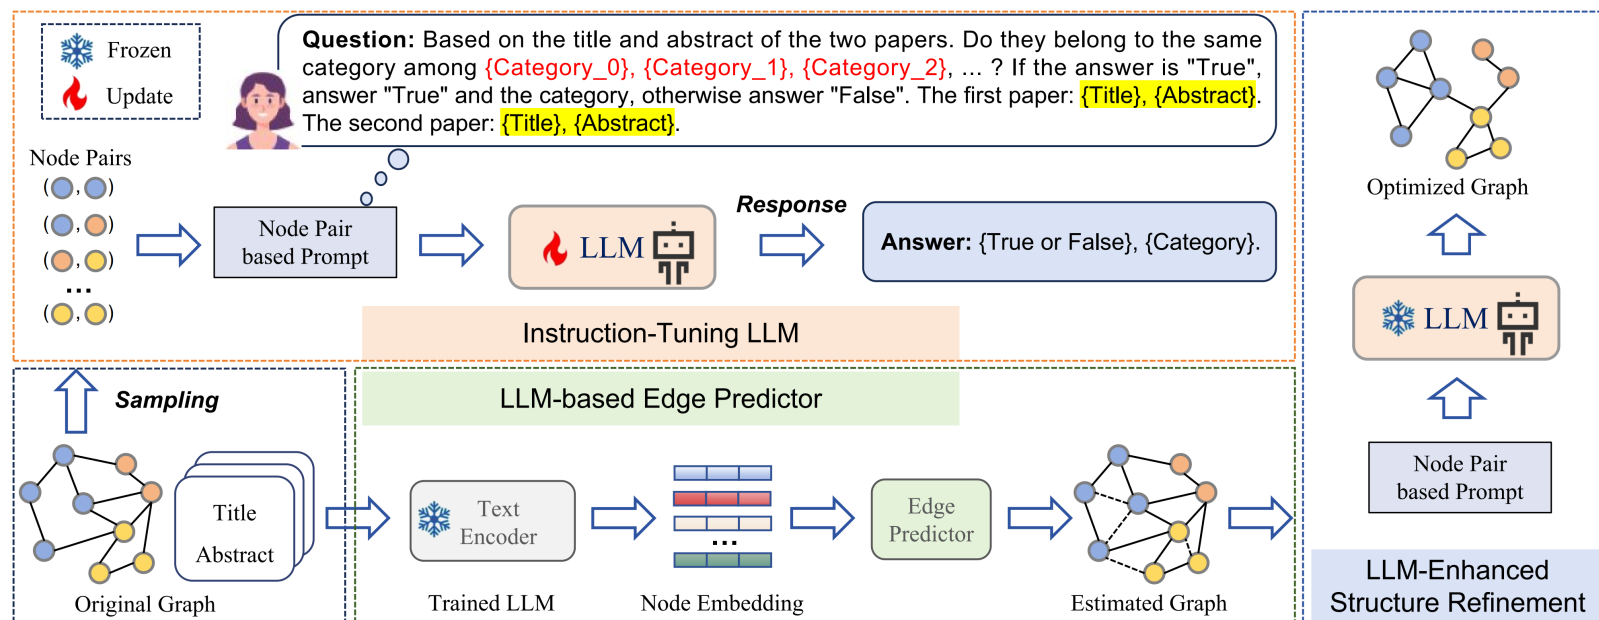 Frozen
Update
Question: Based on the title and abstract of the two papers. Do they belong to the same
category among {Category_0}, {Category_1}, {Category_2}, ... ? If the answer is "True",
answer "True" and the category, otherwise answer "False". The first paper: {Title}, {Abstract}.
The second paper: {Title}, {Abstract}.
Node Pairs
( , )
( , )
( , )
...
( , )
Node Pair
based Prompt
LLM
Response
Answer: {True or False}, {Category}.
Instruction-Tuning LLM
Sampling
Title
Abstract
Original Graph
LLM-based Edge Predictor
Text
Encoder
Trained LLM
...
Node Embedding
Edge
Predictor
Estimated Graph
Optimized Graph
LLM
Node Pair
based Prompt
LLM-Enhanced
Structure Refinement